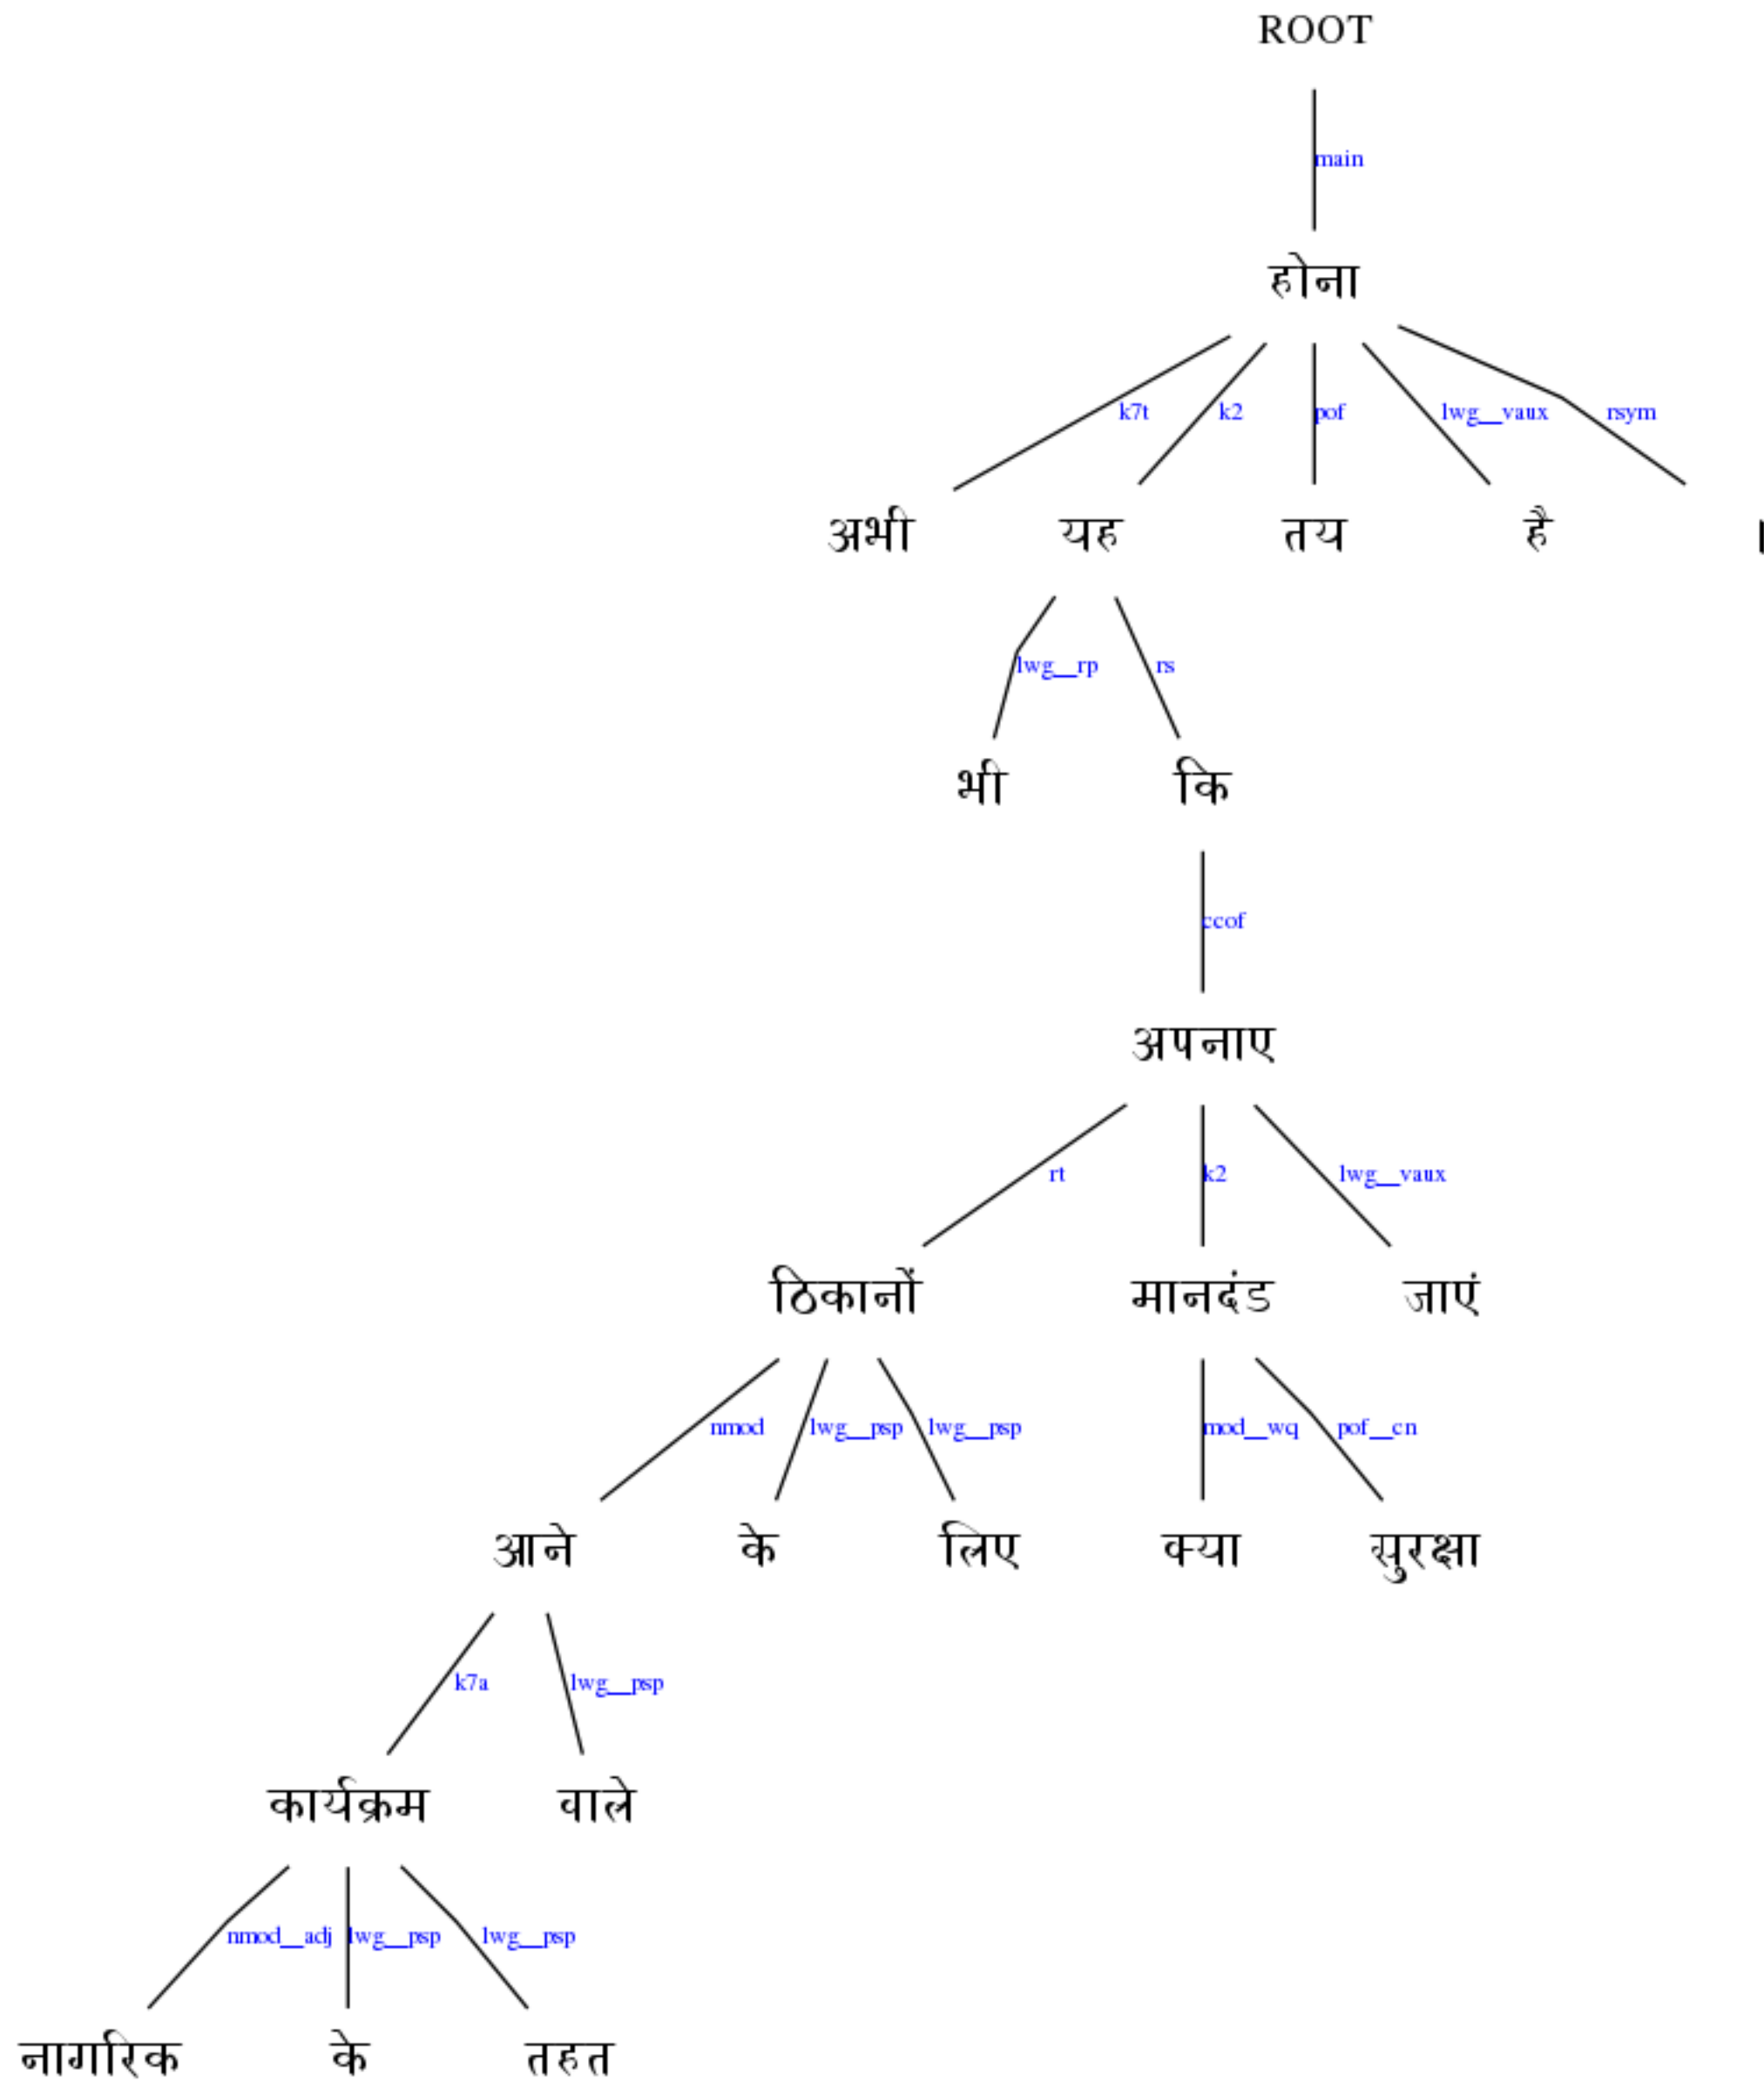 ROOT
main
होना
k7t k2 pof lwg__vaux rsym
अभी यह तय है ।
lwg__rp rs
भी कि
ccof
अपनाए
rt k2 lwg__vaux
ठिकानों मानदंड जाएं
nmod lwg__psp lwg__psp mod__wq pof__cn
आने के लिए क्या सुरक्षा
k7a lwg__psp
कार्यक्रम वाले
nmod__adj lwg__psp lwg__psp
नागरिक के तहत